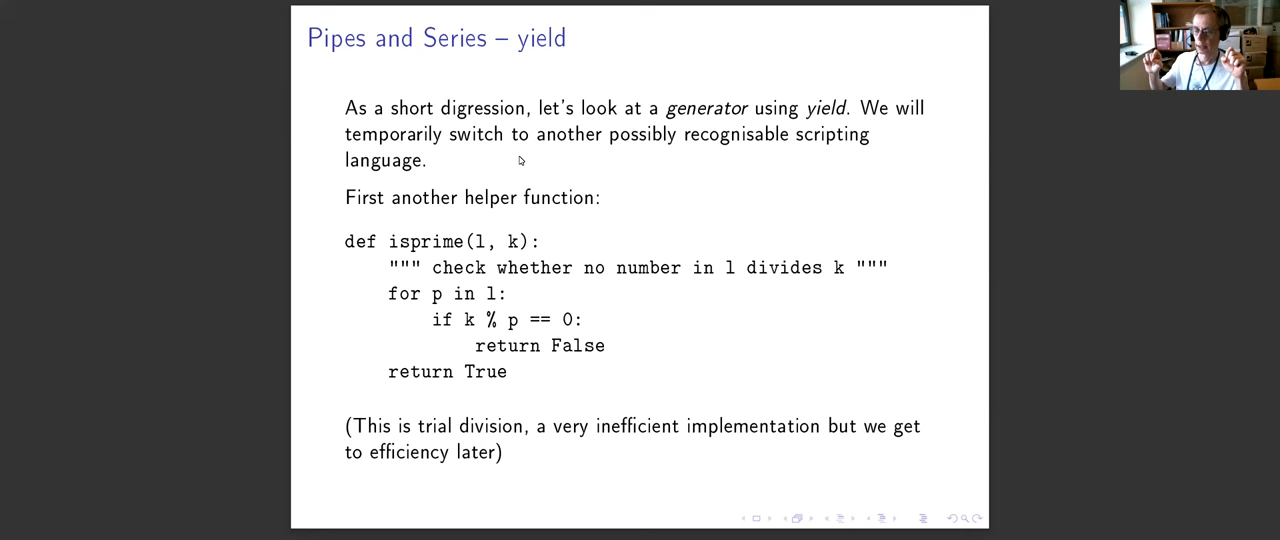 Pipes and Series – yield
As a short digression, let's look at a generator using yield. We will
temporarily switch to another possibly recognisable scripting
language.
First another helper function:
def isprime(l, k):
    """ check whether no number in l divides k """
    for p in l:
        if k % p == 0:
            return False
    return True
(This is trial division, a very inefficient implementation but we get
to efficiency later)